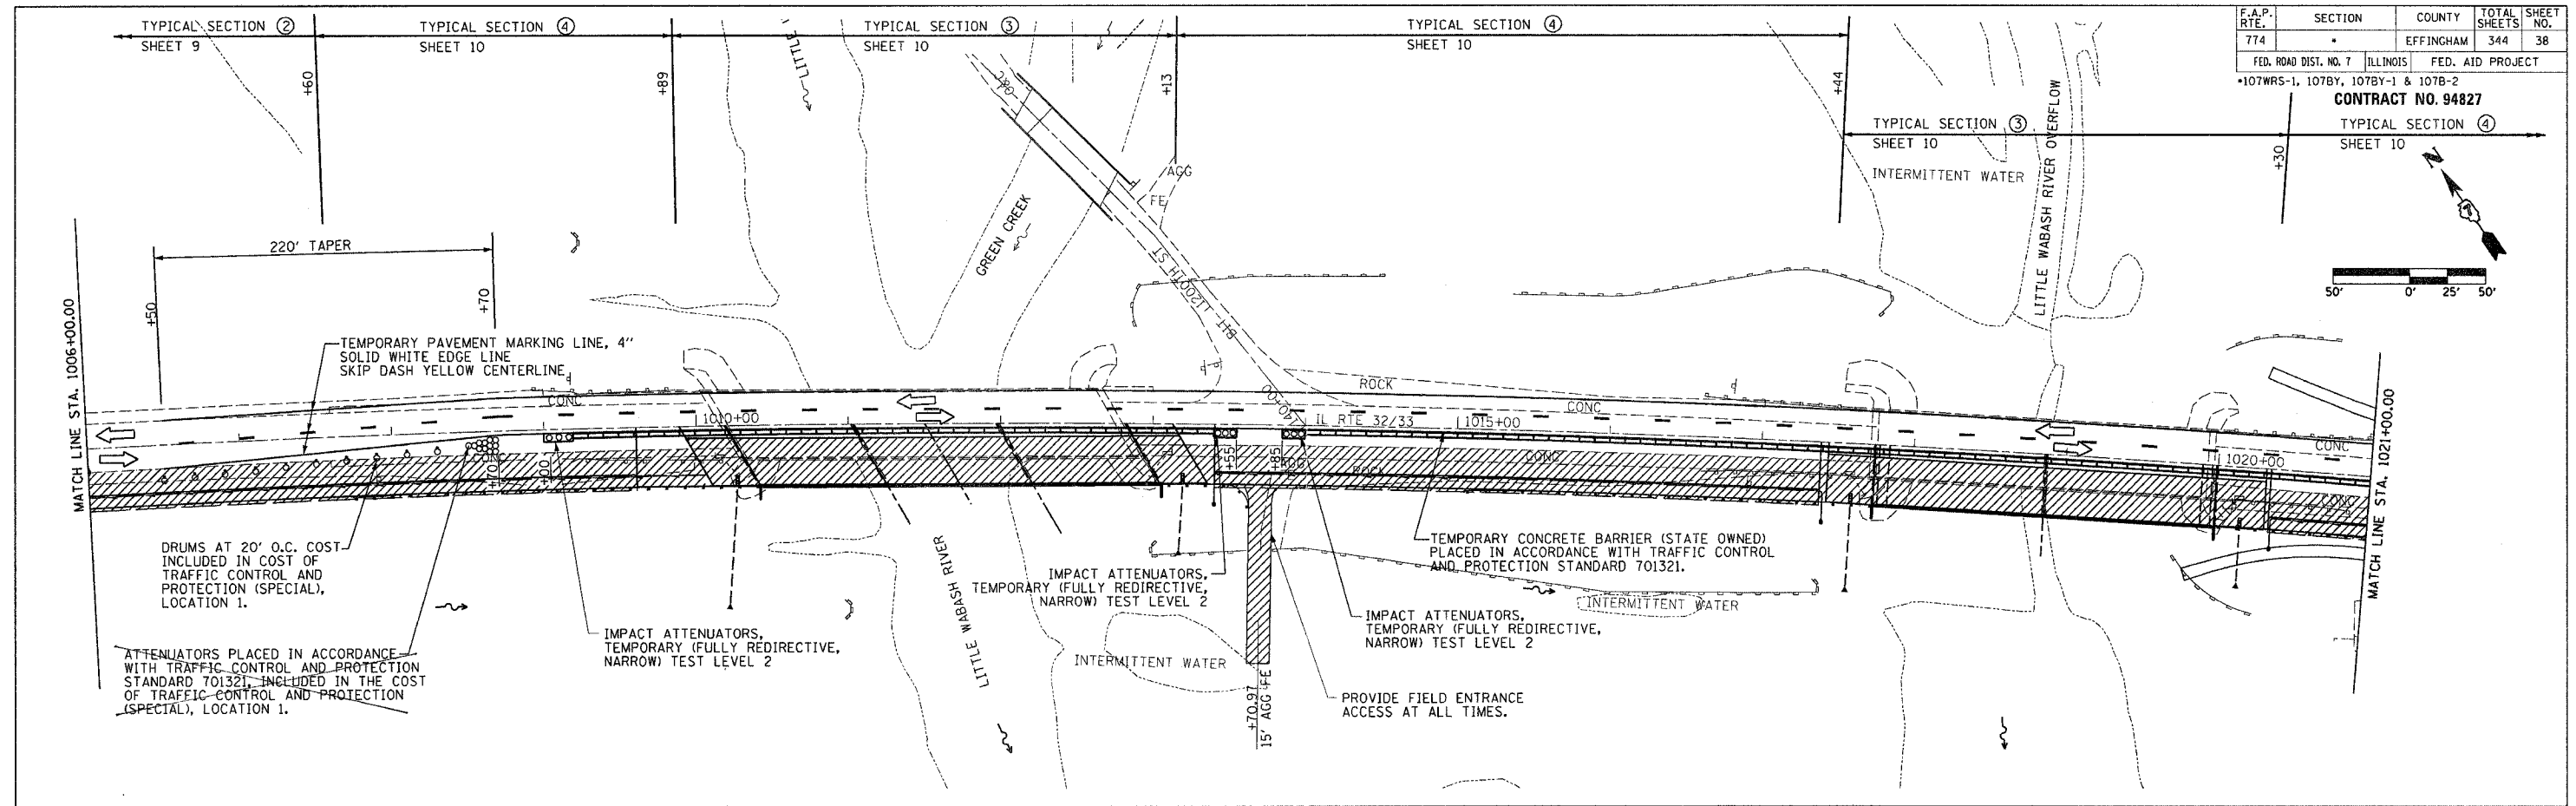 TYPICAL SECTION ②
SHEET 9
TYPICAL SECTION ④
SHEET 10
TYPICAL SECTION ③
SHEET 10
TYPICAL SECTION ④
SHEET 10
F.A.P. RTE. SECTION COUNTY TOTAL SHEETS SHEET NO.
774 * EFFINGHAM 344 38
FED. ROAD DIST. NO. 7 ILLINOIS FED. AID PROJECT
*107WRS-1, 107BY, 107BY-1 & 107B-2
CONTRACT NO. 94827
TYPICAL SECTION ③
SHEET 10
TYPICAL SECTION ④
SHEET 10
+60
+89
+13
+44
+30
LITTLE
GREEN CREEK
O&C
AGG
FE
INTERMITTENT WATER
LITTLE WABASH RIVER OVERFLOW
N
7
50' 0' 25' 50'
220' TAPER
+50
+70
BIT 1200TH ST
MATCH LINE STA. 1006+00.00
TEMPORARY PAVEMENT MARKING LINE, 4"
SOLID WHITE EDGE LINE
SKIP DASH YELLOW CENTERLINE
CONC
1010+00
ROCK
CONC
IL RTE 32/33
1015+00
1020+00
CONC
MATCH LINE STA. 1021+00.00
CONC
+70
+00
+55
+85
AGG
ROCK
CONC
CONC
DRUMS AT 20' O.C. COST
INCLUDED IN COST OF
TRAFFIC CONTROL AND
PROTECTION (SPECIAL),
LOCATION 1.
ATTENUATORS PLACED IN ACCORDANCE
WITH TRAFFIC CONTROL AND PROTECTION
STANDARD 701321, INCLUDED IN THE COST
OF TRAFFIC CONTROL AND PROTECTION
(SPECIAL), LOCATION 1.
IMPACT ATTENUATORS,
TEMPORARY (FULLY REDIRECTIVE,
NARROW) TEST LEVEL 2
LITTLE WABASH RIVER
IMPACT ATTENUATORS,
TEMPORARY (FULLY REDIRECTIVE,
NARROW) TEST LEVEL 2
INTERMITTENT WATER
+70.97
15' AGG FE
TEMPORARY CONCRETE BARRIER (STATE OWNED)
PLACED IN ACCORDANCE WITH TRAFFIC CONTROL
AND PROTECTION STANDARD 701321.
INTERMITTENT WATER
IMPACT ATTENUATORS,
TEMPORARY (FULLY REDIRECTIVE,
NARROW) TEST LEVEL 2
PROVIDE FIELD ENTRANCE
ACCESS AT ALL TIMES.